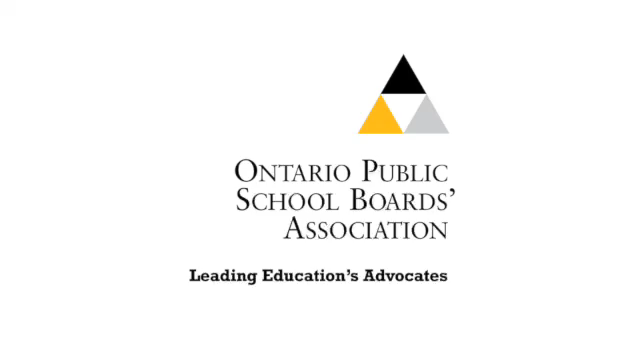 Ontario Public
School Boards’
Association
Leading Education’s Advocates